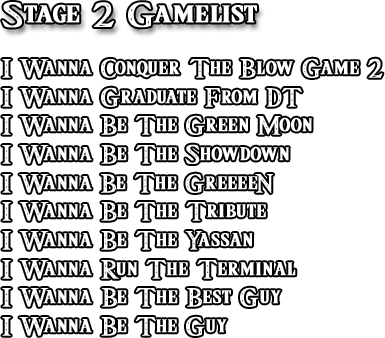 Stage 2 Gamelist
I Wanna Conquer The Blow Game 2
I Wanna Graduate From DT
I Wanna Be The Green Moon
I Wanna Be The Showdown
I Wanna Be The GreeeeN
I Wanna Be The Tribute
I Wanna Be The Yassan
I Wanna Run The Terminal
I Wanna Be The Best Guy
I Wanna Be The Guy